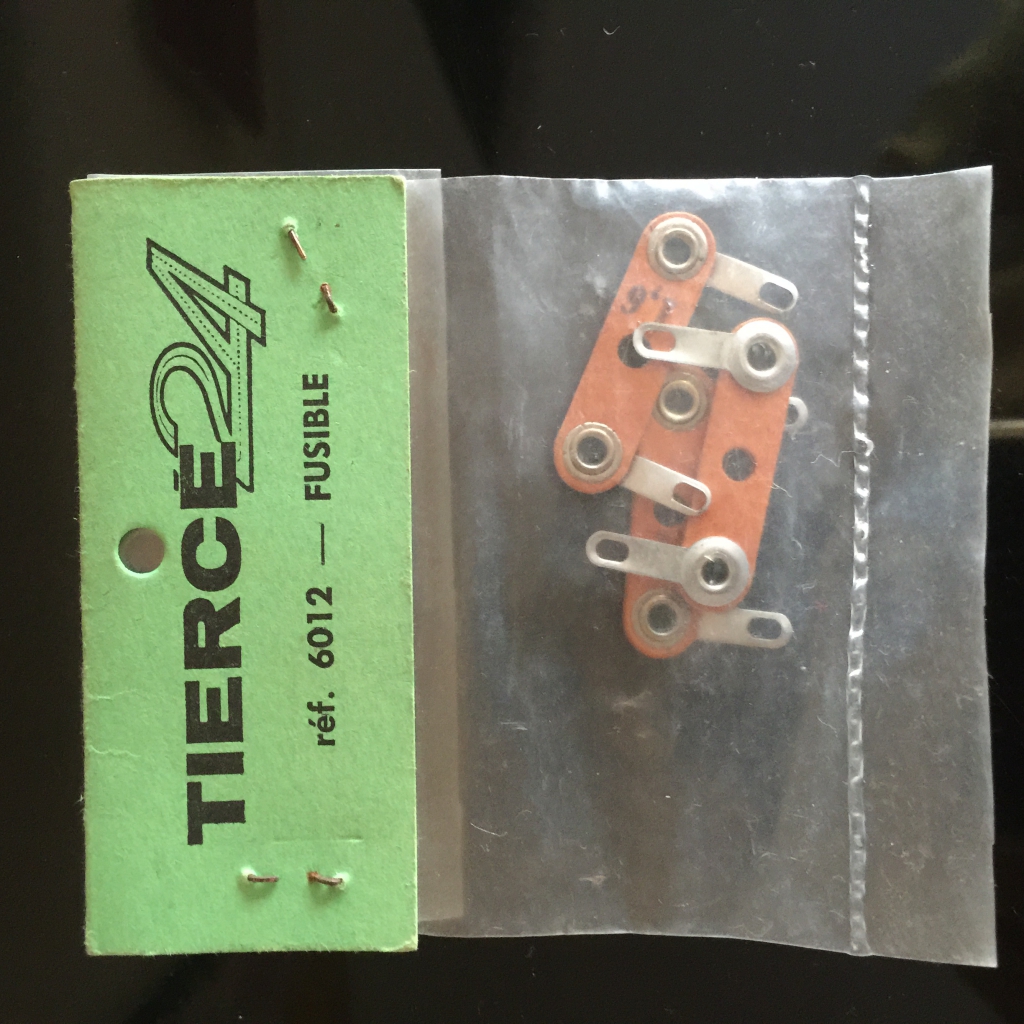 TIERCÉ 24
réf. 6012 — FUSIBLE